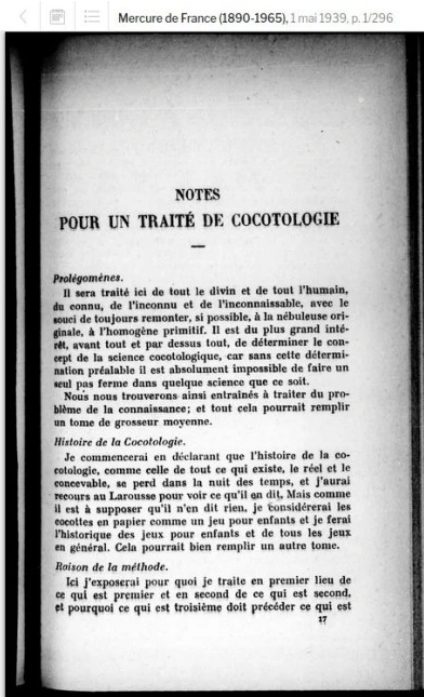 Mercure de France (1890-1965), 1 mai 1939, p. 1/296
NOTES
POUR UN TRAITÉ DE COCOTOLOGIE
Prolégomènes.
Il sera traité ici de tout le divin et de tout l'humain,
du connu, de l'inconnu et de l'inconnaissable, avec le
souci de toujours remonter, si possible, à la nébuleuse ori-
ginale, à l'homogène primitif. Il est du plus grand inté-
rêt, avant tout et par dessus tout, de déterminer le con-
cept de la science cocotologique, car sans cette détermi-
nation préalable il est absolument impossible de faire un
seul pas ferme dans quelque science que ce soit.
Nous nous trouverons ainsi entraînés à traiter du pro-
blème de la connaissance; et tout cela pourrait remplir
un tome de grosseur moyenne.
Histoire de la Cocotologie.
Je commencerai en déclarant que l'histoire de la co-
cotologie, comme celle de tout ce qui existe, le réel et le
concevable, se perd dans la nuit des temps, et j'aurai
recours au Larousse pour voir ce qu'il en dit. Mais comme
il est à supposer qu'il n'en dit rien, je considérerai les
cocottes en papier comme un jeu pour enfants et je ferai
l'historique des jeux pour enfants et de tous les jeux
en général. Cela pourrait bien remplir un autre tome.
Raison de la méthode.
Ici j'exposerai pour quoi je traite en premier lieu de
ce qui est premier et en second de ce qui est second,
et pourquoi ce qui est troisième doit précéder ce qui est
17